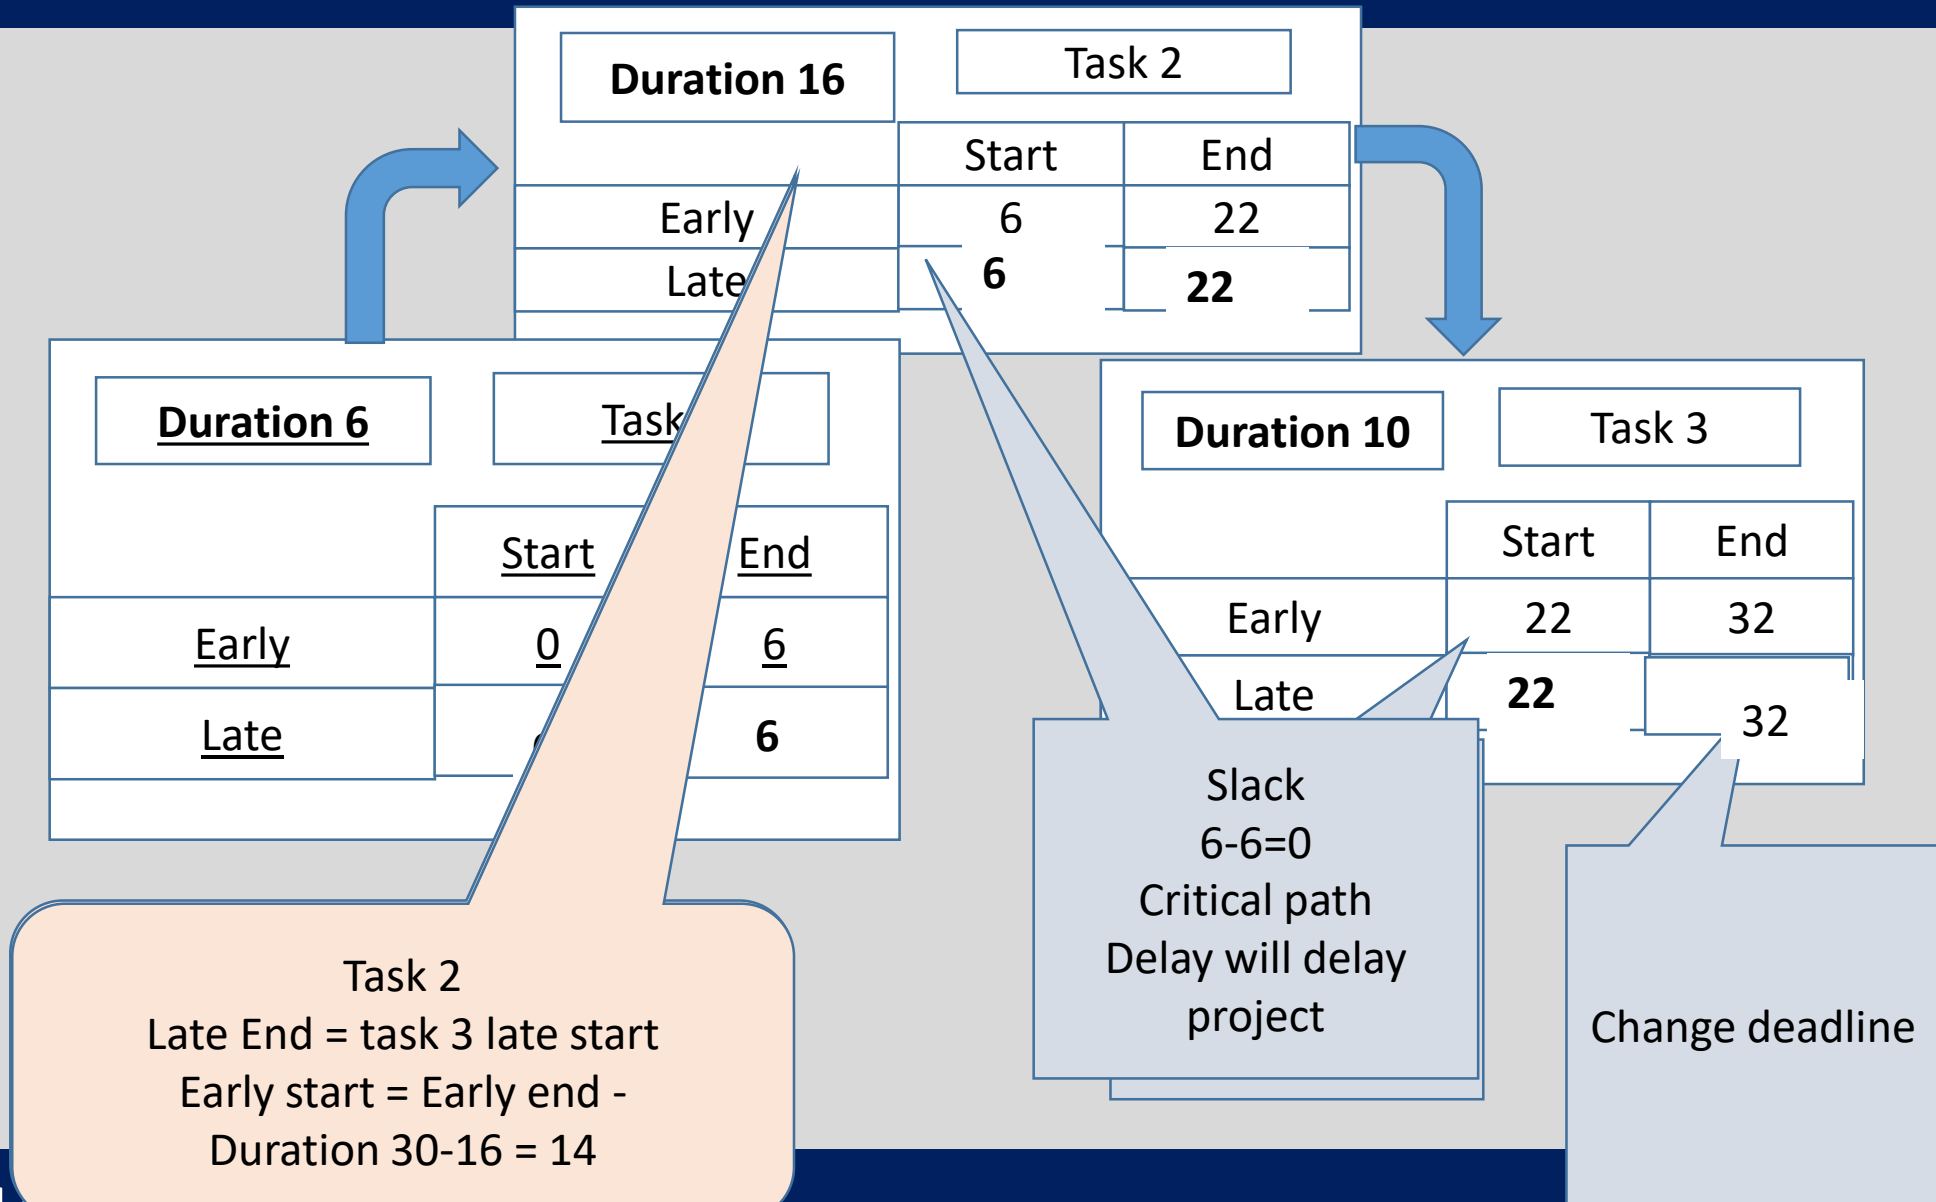 Duration 16
Task 2
Start End
Early 6 22
Late 6 22
Duration 6
Task
Start End
Early 0 6
Late 6
Duration 10
Task 3
Start End
Early 22 32
Late 22 32
Slack
6-6=0
Critical path
Delay will delay
project
Change deadline
Task 2
Late End = task 3 late start
Early start = Early end -
Duration 30-16 = 14